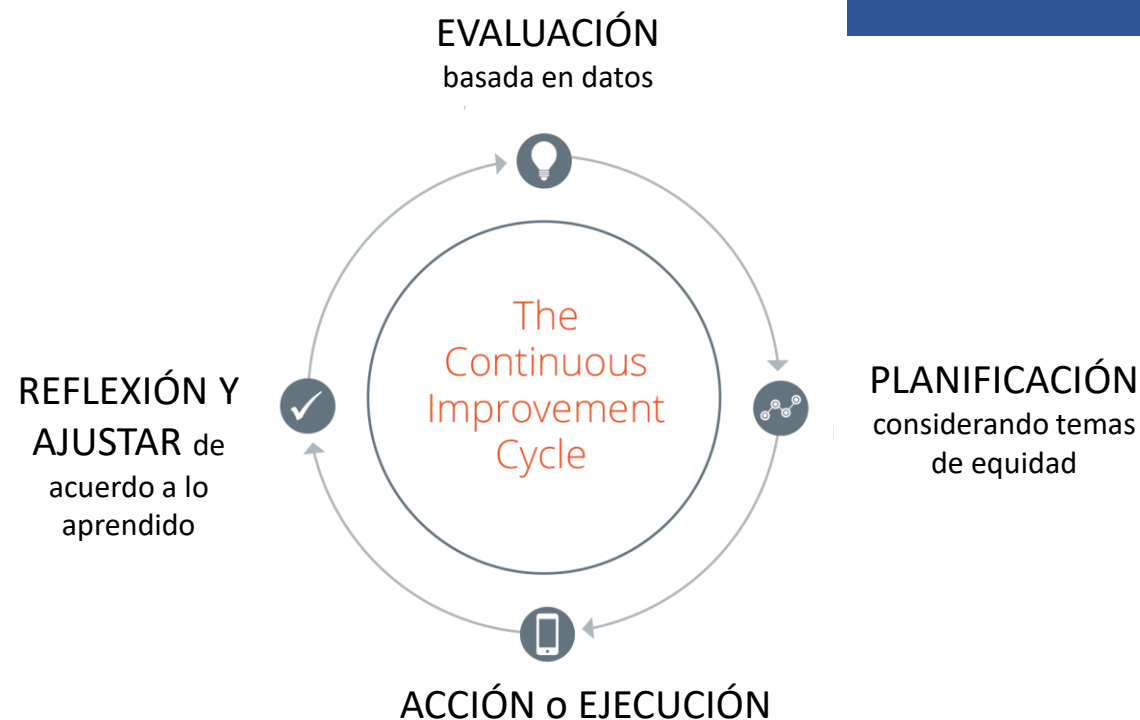 EVALUACIÓN
basada en datos
The
Continuous
Improvement
Cycle
PLANIFICACIÓN
considerando temas
de equidad
ACCIÓN o EJECUCIÓN
REFLEXIÓN Y
AJUSTAR de
acuerdo a lo
aprendido